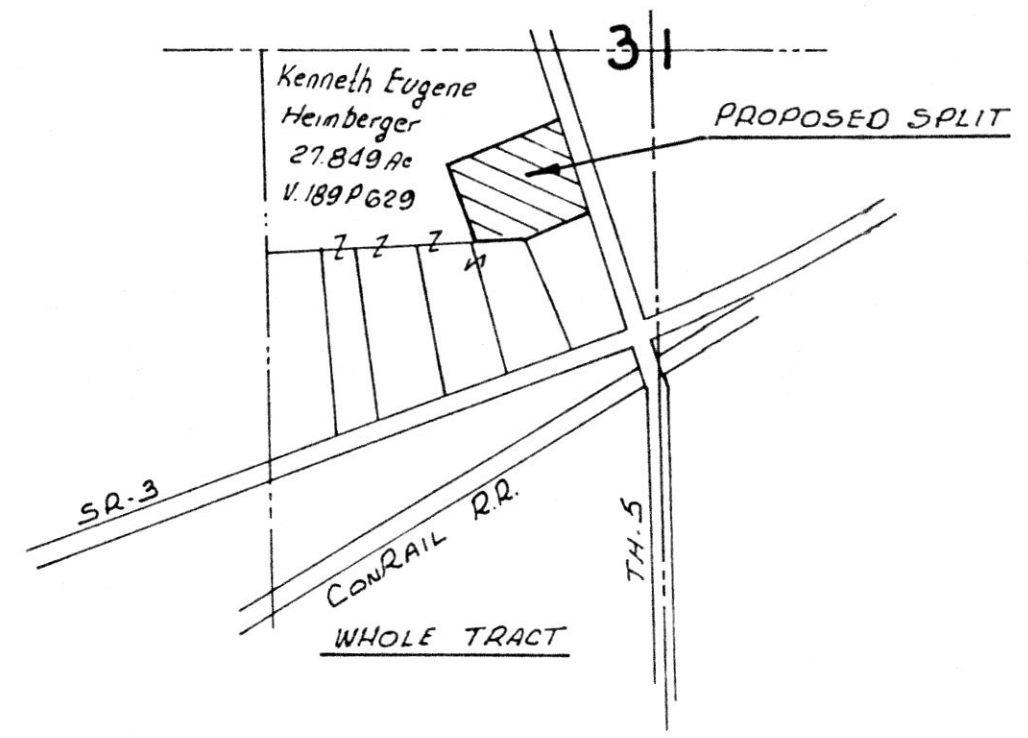 31
Kenneth Eugene
Heimberger
27.849 Ac
V. 189 P 629
PROPOSED SPLIT
Z Z Z
Z
SR-3
CONRAIL R.R.
TH. 5
WHOLE TRACT